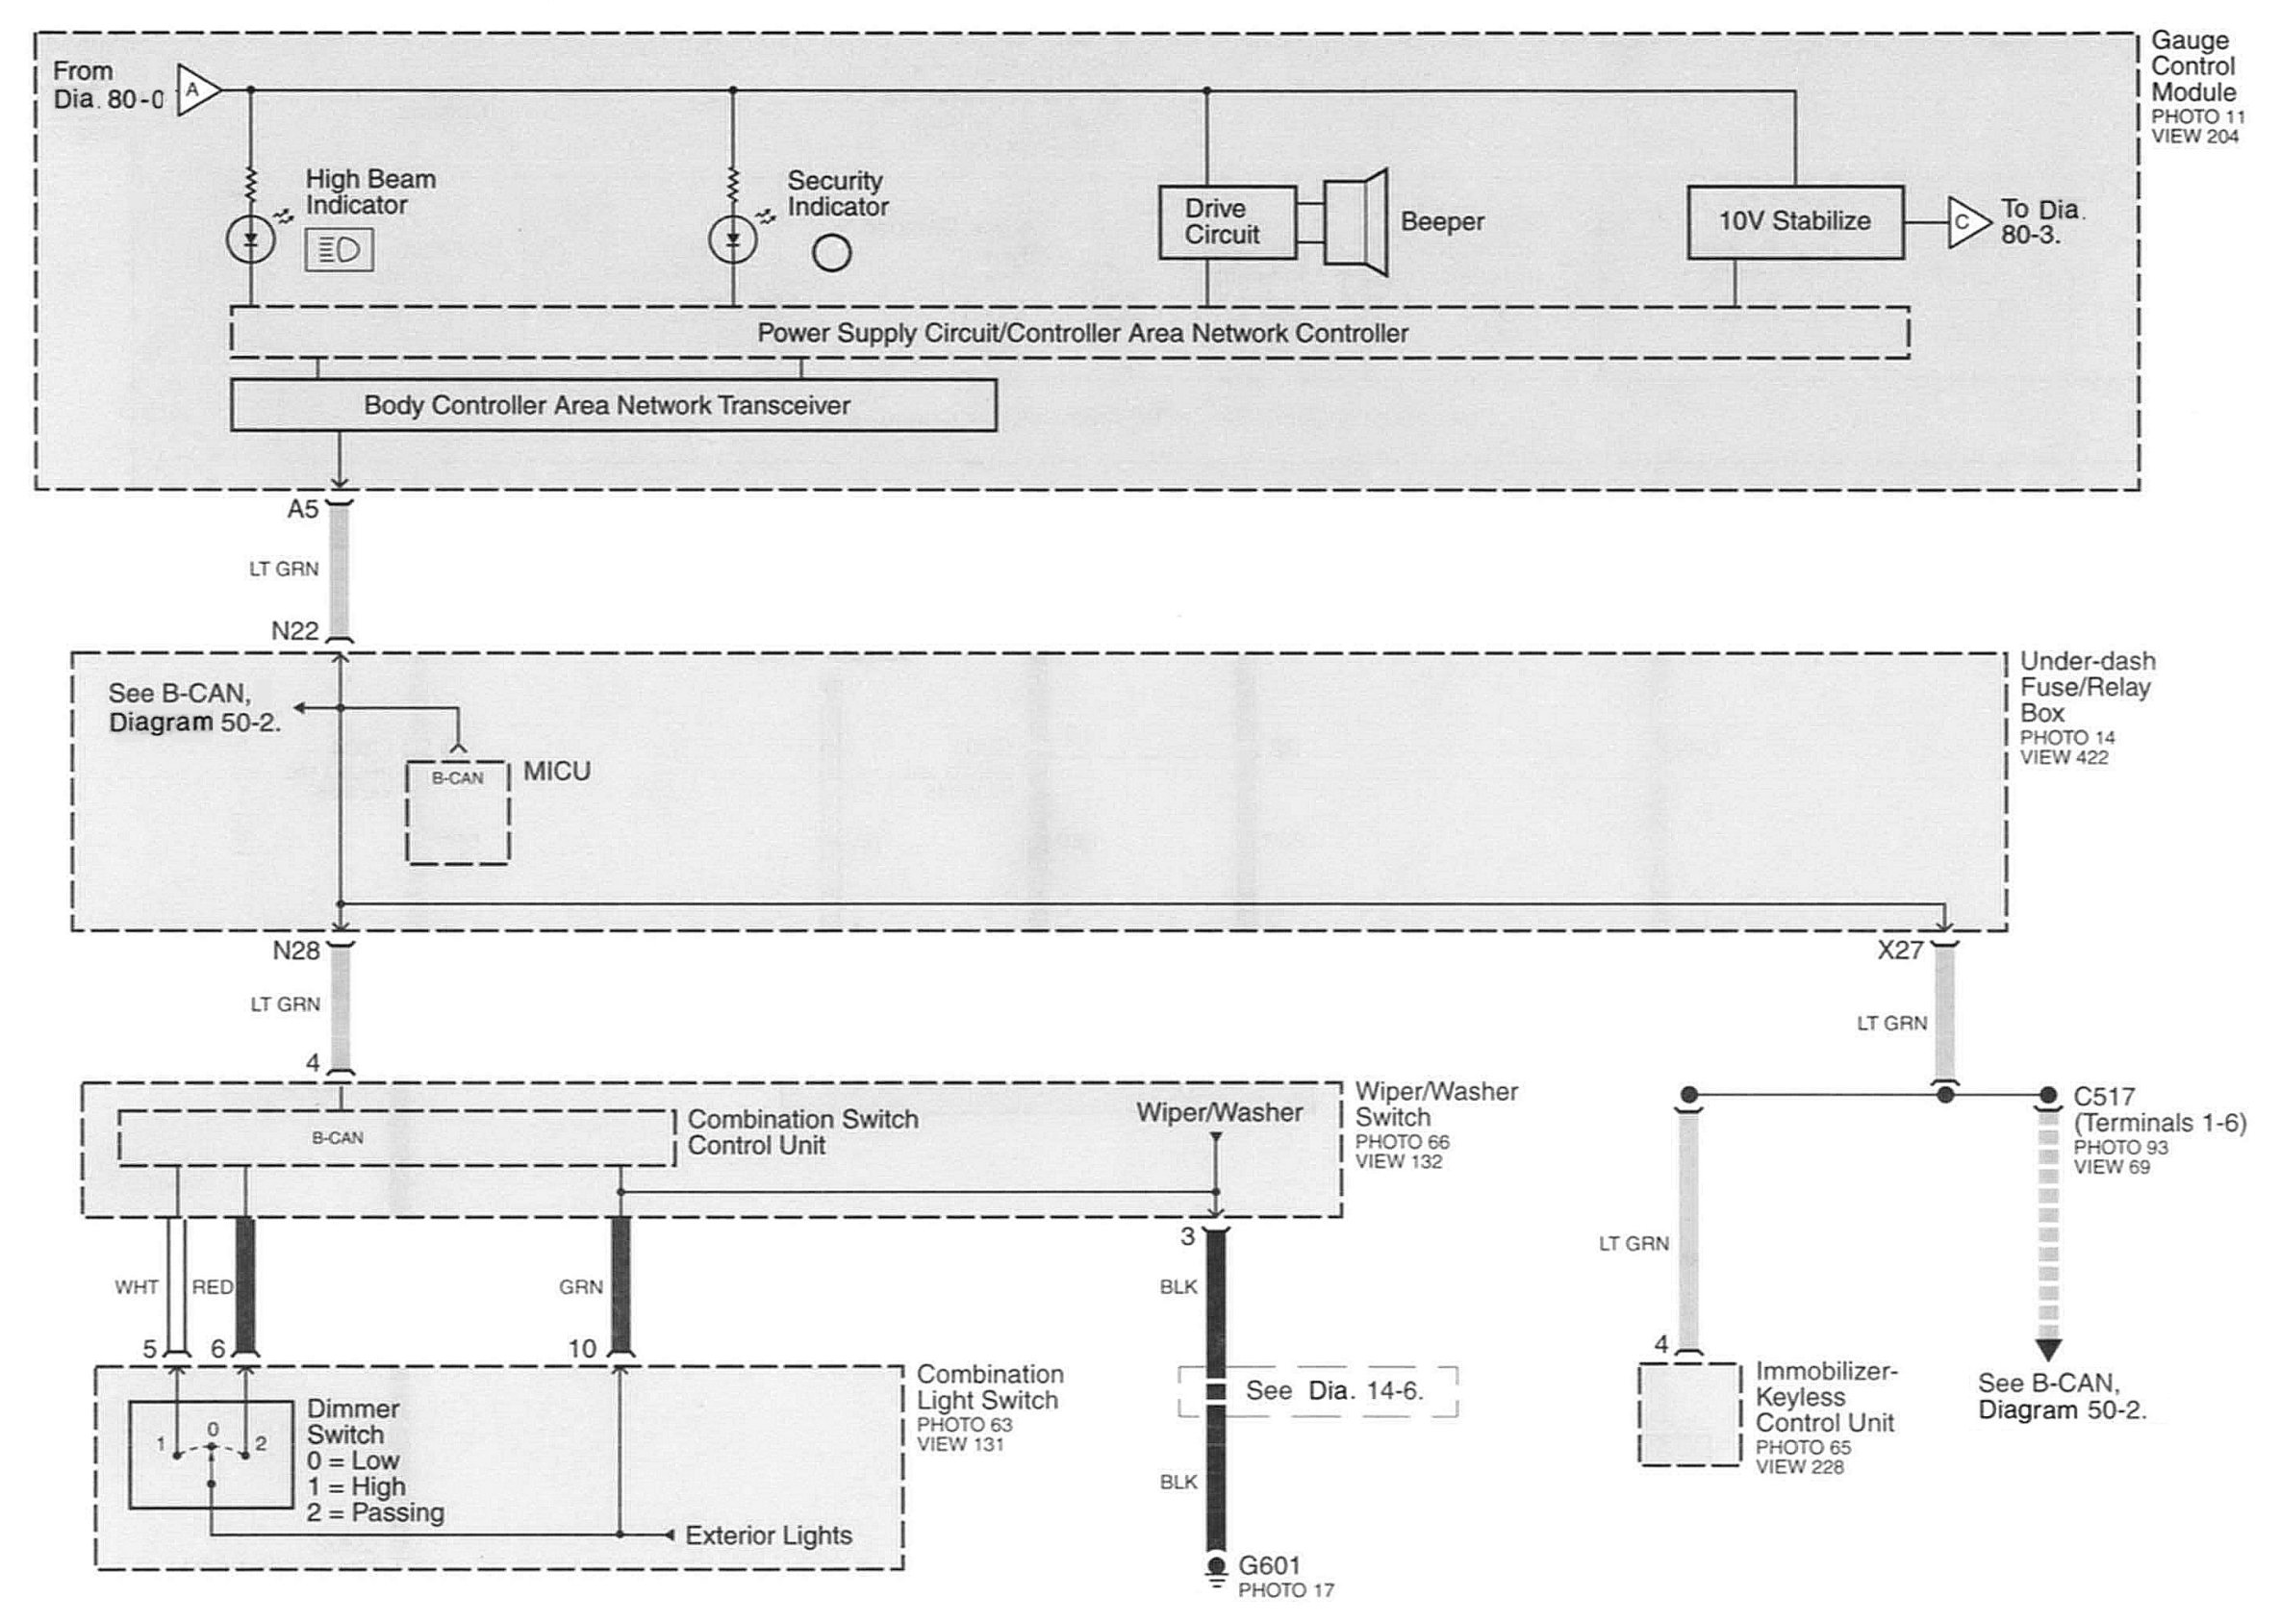 From
Dia. 80-0
A
Gauge
Control
Module
PHOTO 11
VIEW 204
High Beam
Indicator
Security
Indicator
Drive
Circuit
Beeper
10V Stabilize
C
To Dia.
80-3.
Power Supply Circuit/Controller Area Network Controller
Body Controller Area Network Transceiver
A5
LT GRN
N22
See B-CAN,
Diagram 50-2.
B-CAN
MICU
Under-dash
Fuse/Relay
Box
PHOTO 14
VIEW 422
N28
X27
LT GRN
LT GRN
4
B-CAN
Combination Switch
Control Unit
Wiper/Washer
Wiper/Washer
Switch
PHOTO 66
VIEW 132
C517
(Terminals 1-6)
PHOTO 93
VIEW 69
WHT
RED
GRN
3
BLK
LT GRN
5
6
10
4
Dimmer
Switch
0 = Low
1 = High
2 = Passing
1
0
2
Exterior Lights
Combination
Light Switch
PHOTO 63
VIEW 131
See Dia. 14-6.
BLK
G601
PHOTO 17
Immobilizer-
Keyless
Control Unit
PHOTO 65
VIEW 228
See B-CAN,
Diagram 50-2.